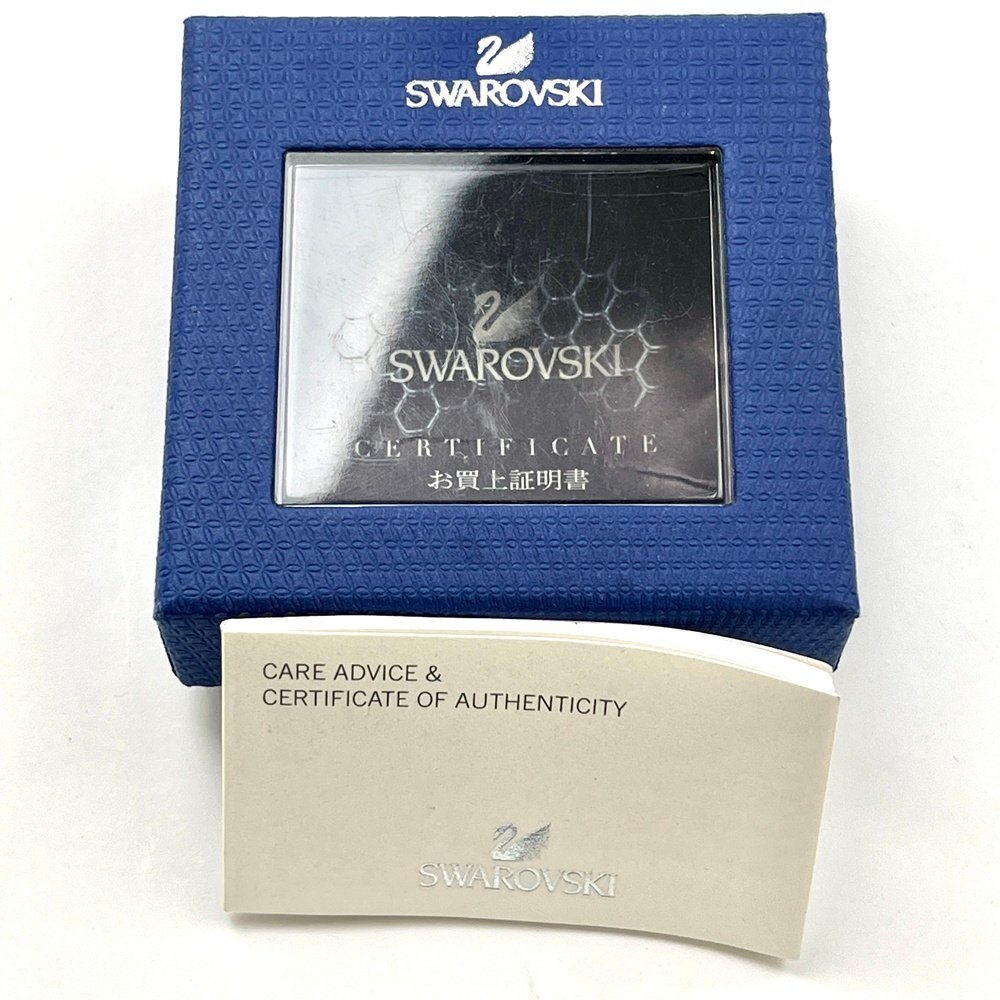 SWAROVSKI
SWAROVSKI
CERTIFICATE
お買上証明書
CARE ADVICE &
CERTIFICATE OF AUTHENTICITY
SWAROVSKI